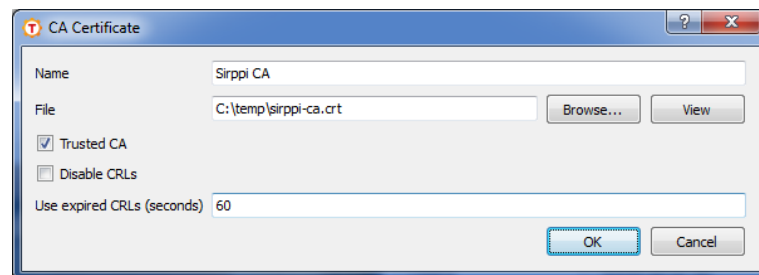 T CA Certificate ? X
Name Sirppi CA
File C:\temp\sirppi-ca.crt Browse... View
Trusted CA
Disable CRLs
Use expired CRLs (seconds) 60
OK Cancel